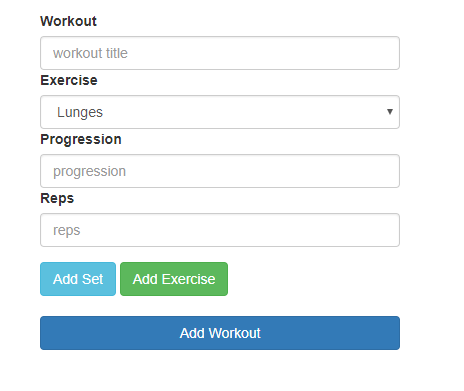 Workout
workout title
Exercise
Lunges
Progression
progression
Reps
reps
Add Set Add Exercise
Add Workout